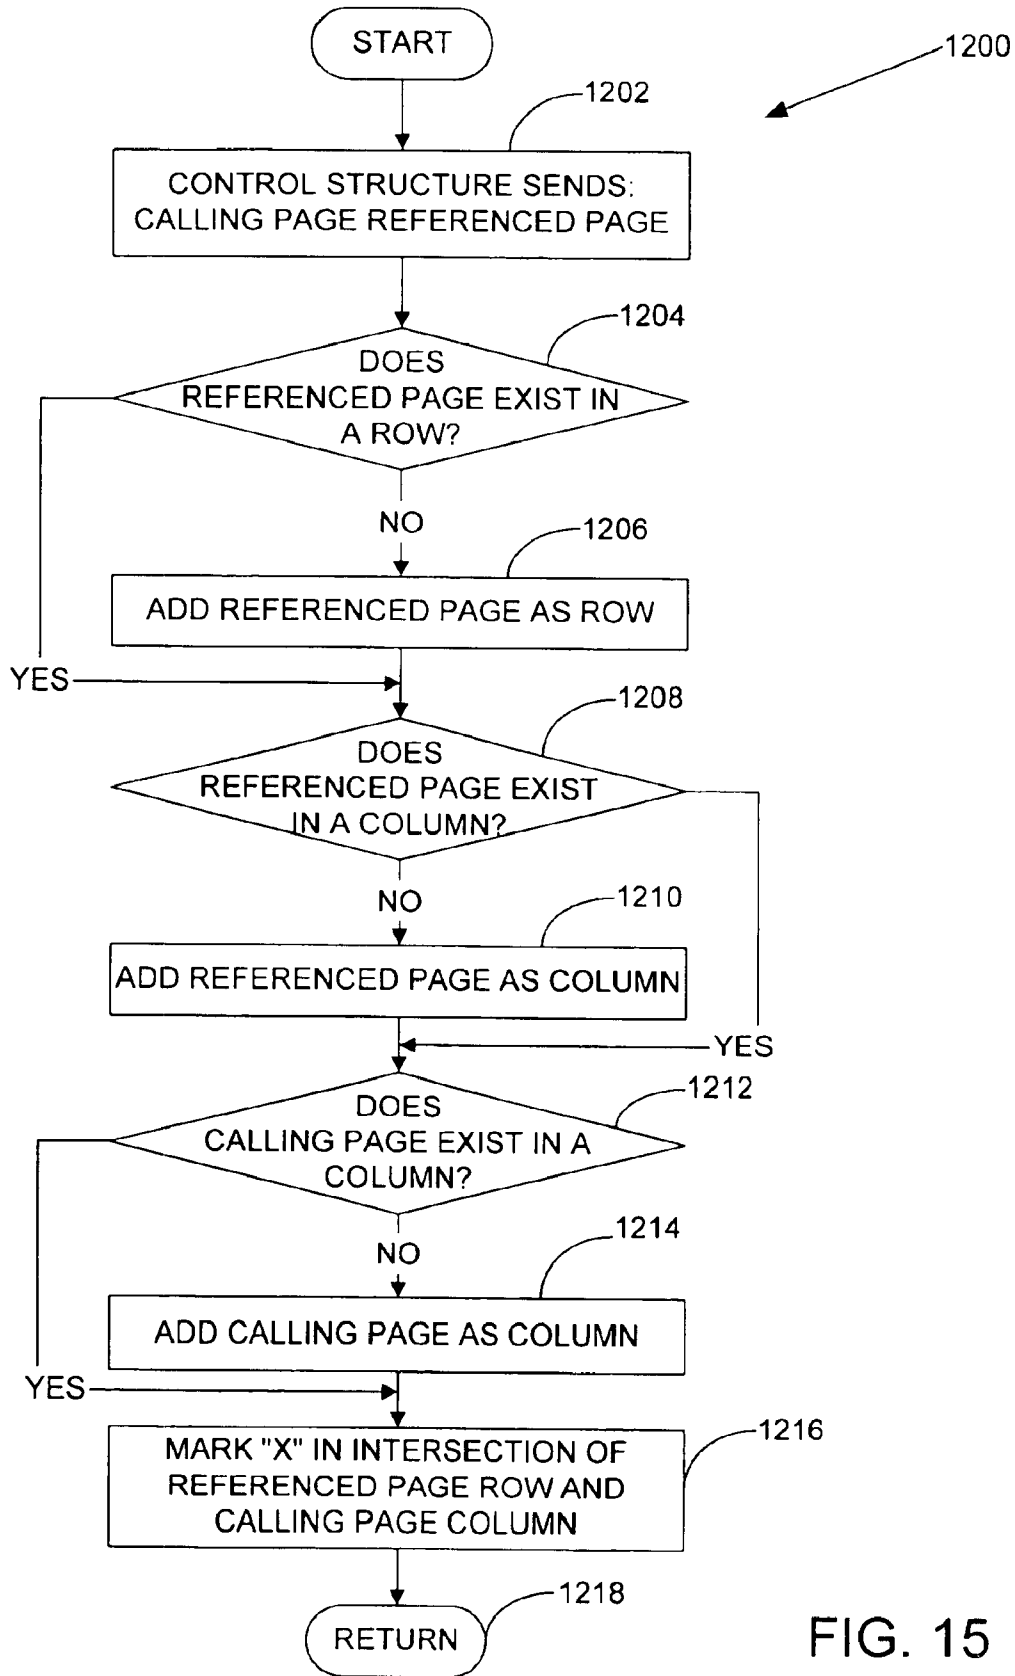 START
1200
1202
CONTROL STRUCTURE SENDS:
CALLING PAGE REFERENCED PAGE
1204
DOES
REFERENCED PAGE EXIST IN
A ROW?
NO
1206
ADD REFERENCED PAGE AS ROW
YES
1208
DOES
REFERENCED PAGE EXIST
IN A COLUMN?
NO
1210
ADD REFERENCED PAGE AS COLUMN
YES
1212
DOES
CALLING PAGE EXIST IN A
COLUMN?
NO
1214
ADD CALLING PAGE AS COLUMN
YES
1216
MARK "X" IN INTERSECTION OF
REFERENCED PAGE ROW AND
CALLING PAGE COLUMN
1218
RETURN
FIG. 15